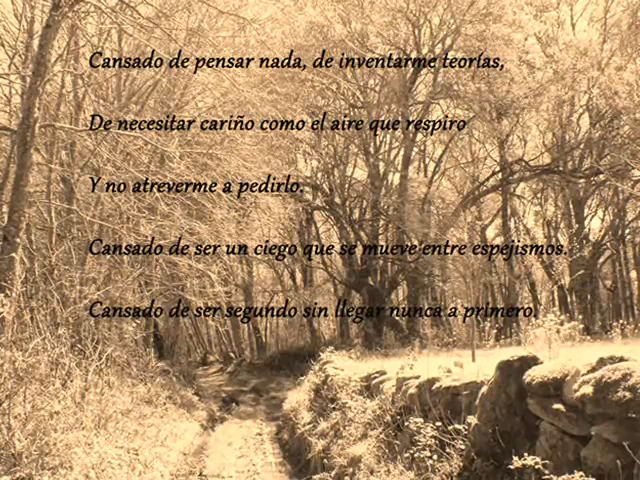 Cansado de pensar nada, de inventarme teorías,
De necesitar cariño como el aire que respiro
Y no atreverme a pedirlo.
Cansado de ser un ciego que se mueve entre espejismos.
Cansado de ser segundo sin llegar nunca a primero.